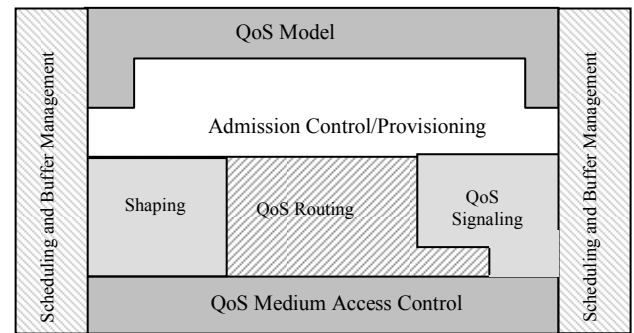 Scheduling and Buffer Management
QoS Model
Admission Control/Provisioning
Shaping
QoS Routing
QoS
Signaling
QoS Medium Access Control
Scheduling and Buffer Management